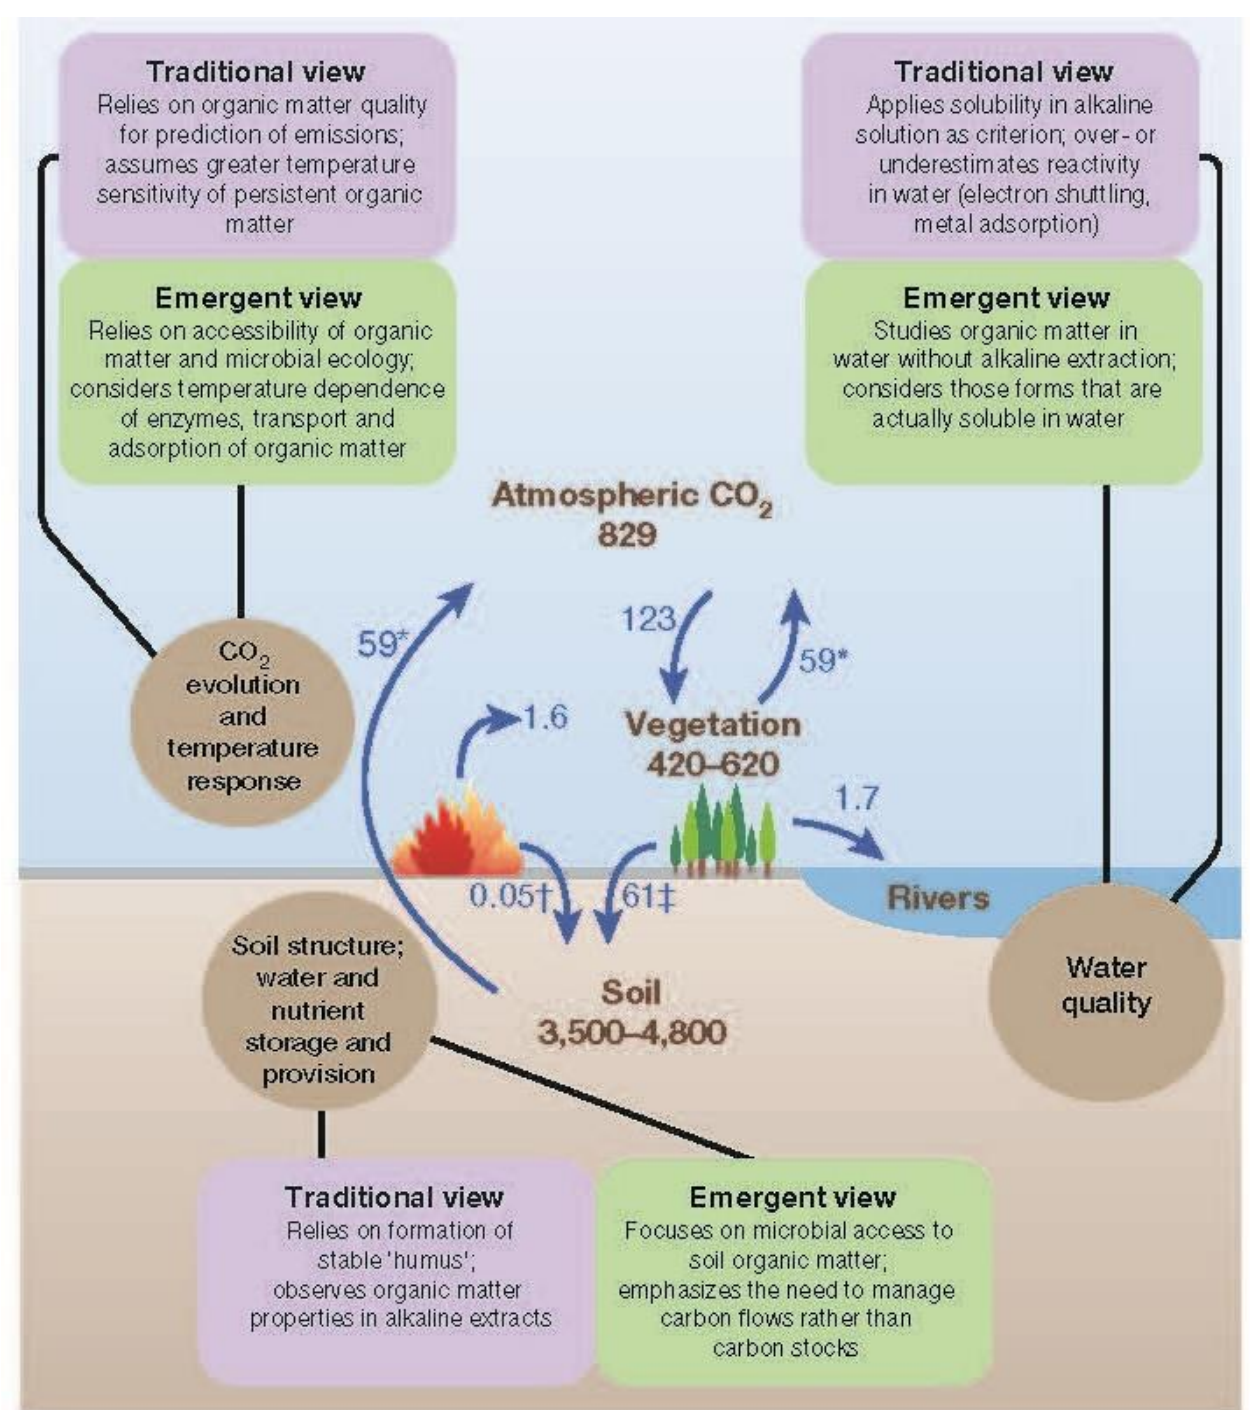 Traditional view
Relies on organic matter quality
for prediction of emissions;
assumes greater temperature
sensitivity of persistent organic
matter
Emergent view
Relies on accessibility of organic
matter and microbial ecology;
considers temperature dependence
of enzymes, transport and
adsorption of organic matter
Traditional view
Applies solubility in alkaline
solution as criterion; over- or
underestimates reactivity
in water (electron shuttling,
metal adsorption)
Emergent view
Studies organic matter in
water without alkaline extraction;
considers those forms that are
actually soluble in water
Atmospheric CO₂
829
CO₂
evolution
and
temperature
response
59*
123
59*
1.6
Vegetation
420–620
1.7
0.05†
61‡
Rivers
Soil structure;
water and
nutrient
storage and
provision
Soil
3,500–4,800
Water
quality
Traditional view
Relies on formation of
stable 'humus';
observes organic matter
properties in alkaline extracts
Emergent view
Focuses on microbial access to
soil organic matter;
emphasizes the need to manage
carbon flows rather than
carbon stocks